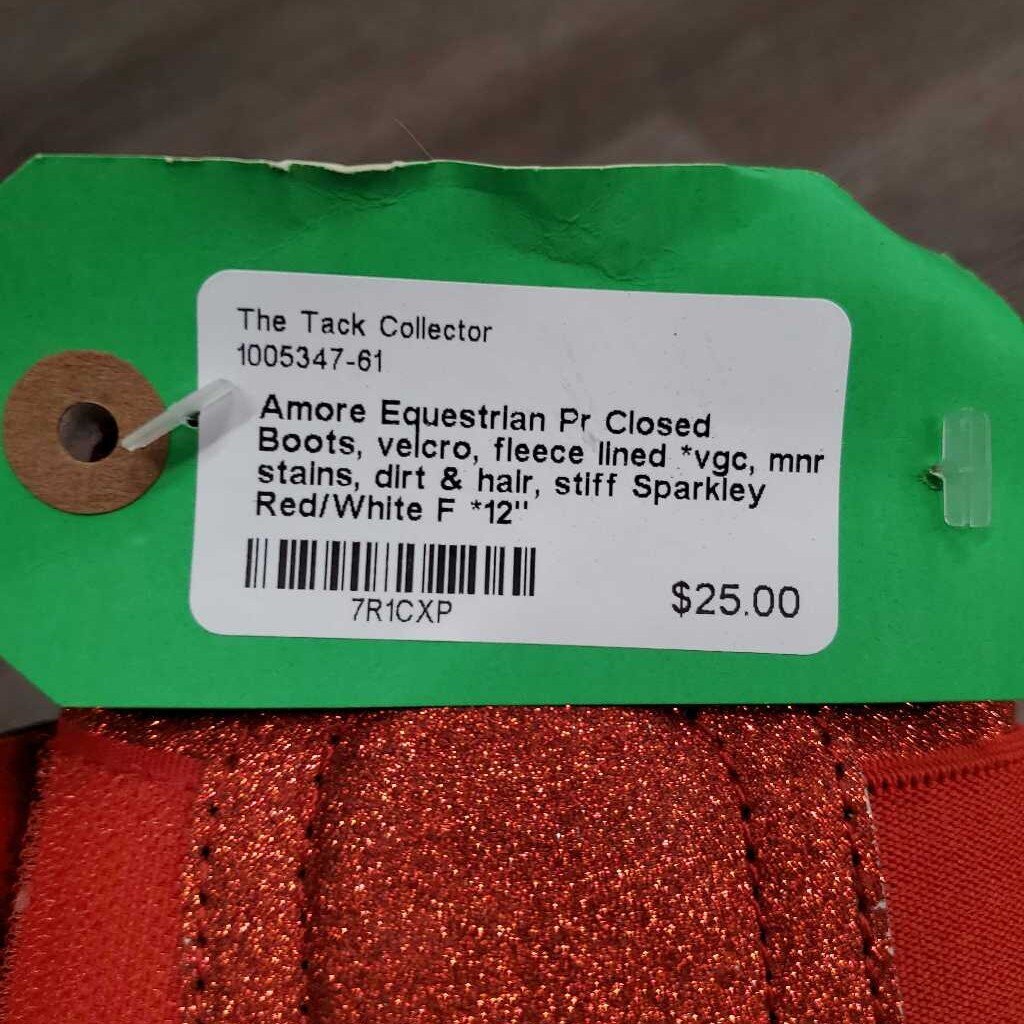 The Tack Collector
1005347-61
Amore Equestrian Pr Closed
Boots, velcro, fleece lined *vgc, mnr
stains, dirt & hair, stiff Sparkley
Red/White F *12"
7R1CXP
$25.00